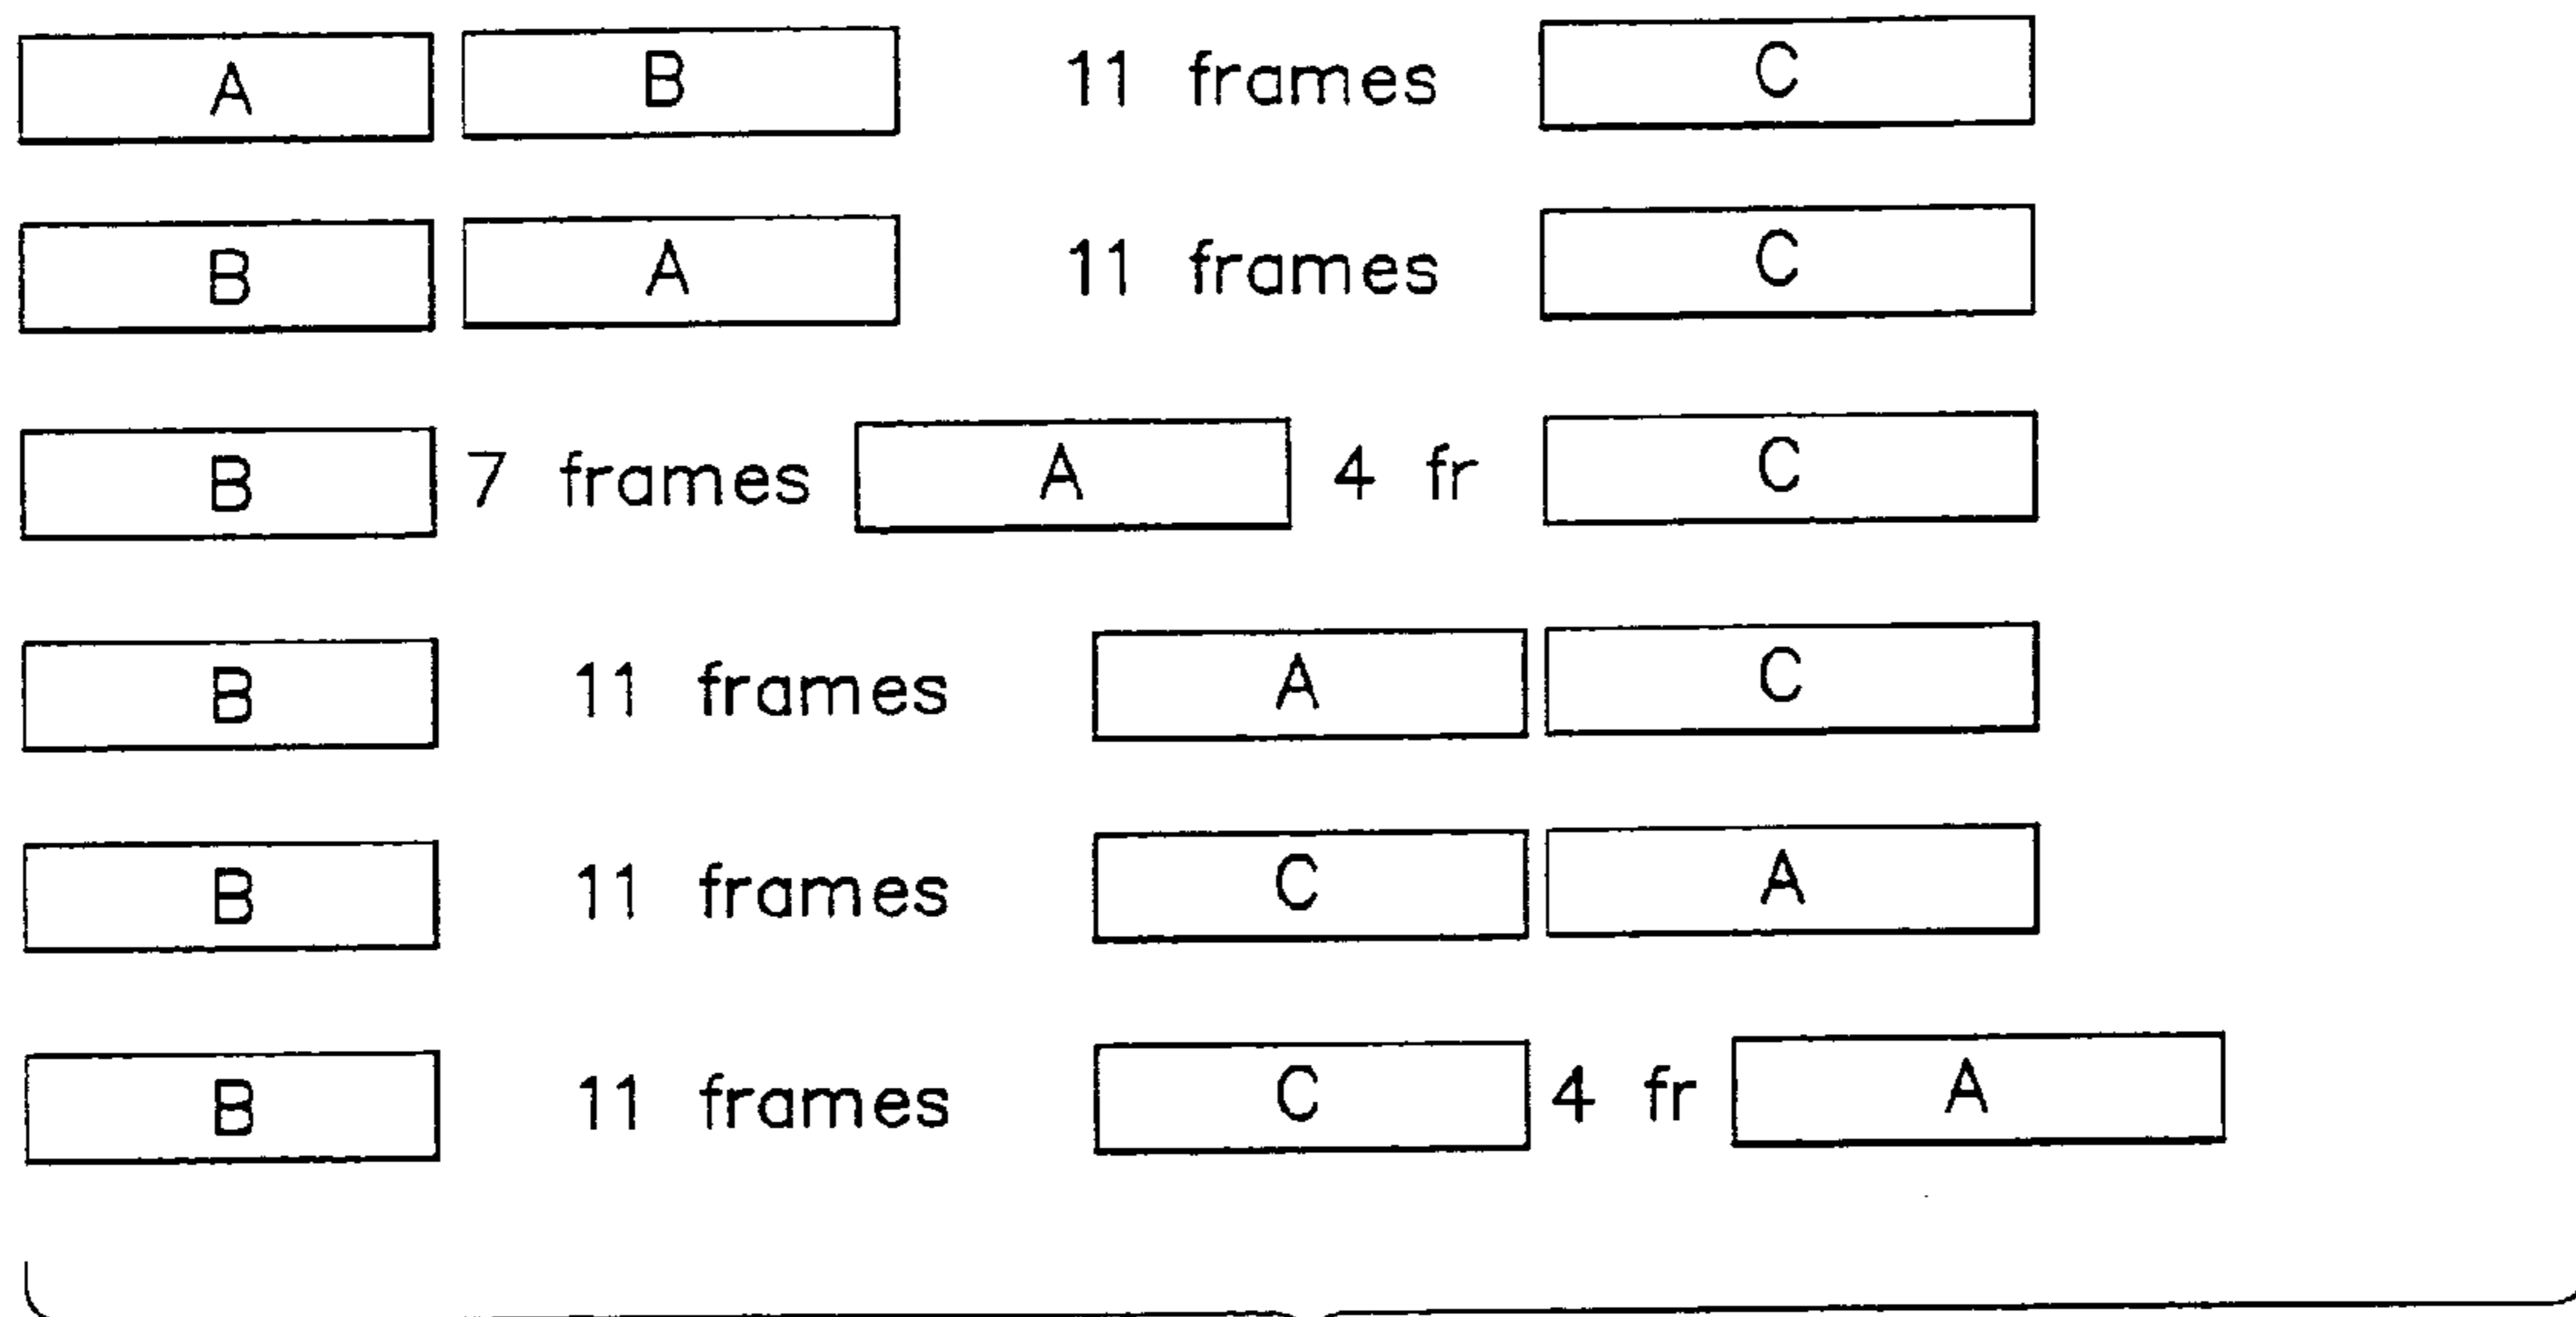 A B 11 frames C
B A 11 frames C
B 7 frames A 4 fr C
B 11 frames A C
B 11 frames C A
B 11 frames C 4 fr A